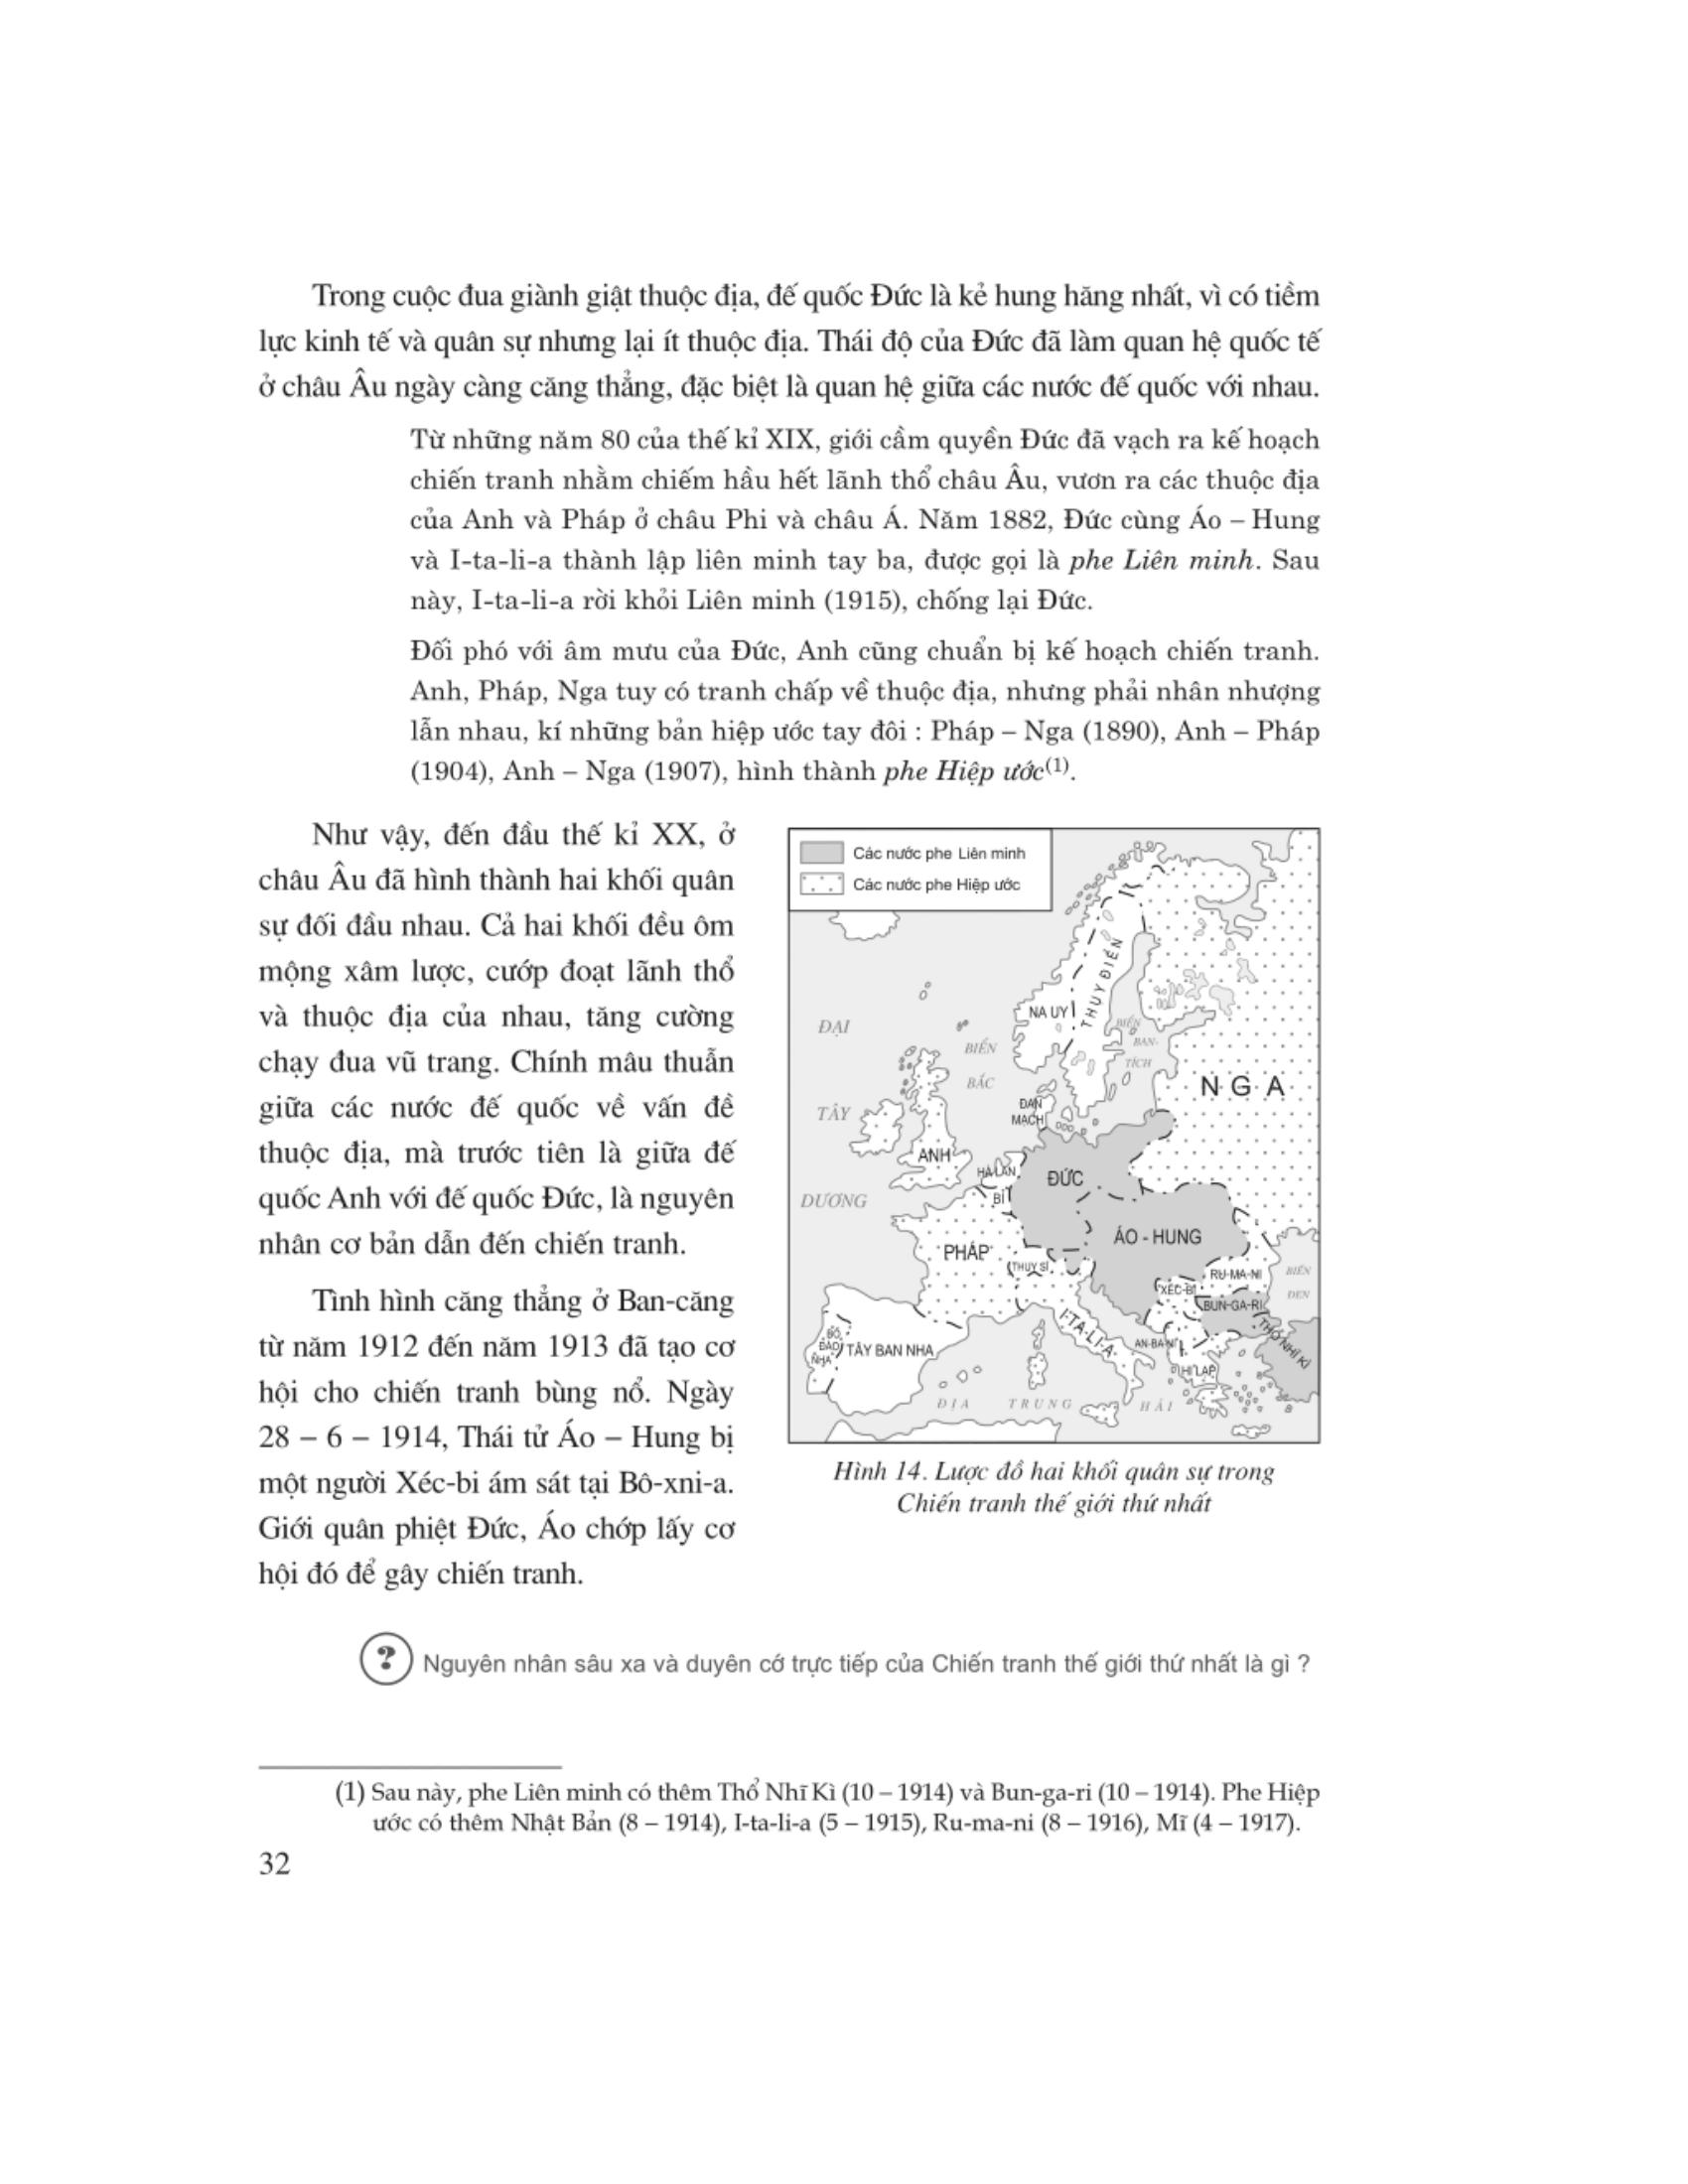 Trong cuộc đua giành giật thuộc địa, đế quốc Đức là kẻ hung hăng nhất, vì có tiềm
lực kinh tế và quân sự nhưng lại ít thuộc địa. Thái độ của Đức đã làm quan hệ quốc tế
ở châu Âu ngày càng căng thẳng, đặc biệt là quan hệ giữa các nước đế quốc với nhau.
Từ những năm 80 của thế kỉ XIX, giới cầm quyền Đức đã vạch ra kế hoạch
chiến tranh nhằm chiếm hầu hết lãnh thổ châu Âu, vươn ra các thuộc địa
của Anh và Pháp ở châu Phi và châu Á. Năm 1882, Đức cùng Áo – Hung
và I-ta-li-a thành lập liên minh tay ba, được gọi là phe Liên minh. Sau
này, I-ta-li-a rời khỏi Liên minh (1915), chống lại Đức.
Đối phó với âm mưu của Đức, Anh cũng chuẩn bị kế hoạch chiến tranh.
Anh, Pháp, Nga tuy có tranh chấp về thuộc địa, nhưng phải nhân nhượng
lẫn nhau, kí những bản hiệp ước tay đôi : Pháp – Nga (1890), Anh – Pháp
(1904), Anh – Nga (1907), hình thành phe Hiệp ước(1).
Như vậy, đến đầu thế kỉ XX, ở
châu Âu đã hình thành hai khối quân
sự đối đầu nhau. Cả hai khối đều ôm
mộng xâm lược, cướp đoạt lãnh thổ
và thuộc địa của nhau, tăng cường
chạy đua vũ trang. Chính mâu thuẫn
giữa các nước đế quốc về vấn đề
thuộc địa, mà trước tiên là giữa đế
quốc Anh với đế quốc Đức, là nguyên
nhân cơ bản dẫn đến chiến tranh.
Tình hình căng thẳng ở Ban-căng
từ năm 1912 đến năm 1913 đã tạo cơ
hội cho chiến tranh bùng nổ. Ngày
28 – 6 – 1914, Thái tử Áo – Hung bị
một người Xéc-bi ám sát tại Bô-xni-a.
Giới quân phiệt Đức, Áo chớp lấy cơ
hội đó để gây chiến tranh.
Các nước phe Liên minh
Các nước phe Hiệp ước
THUỴ ĐIỂN
NA UY
ĐẠI
BIỂN
BẮC
BIỂN
BAN-
TÍCH
NGA
TÂY
ĐAN
MẠCH
ANH
HÀ LAN
ĐỨC
BỈ
DƯƠNG
ÁO - HUNG
PHÁP
THUỴ SĨ
RU-MA-NI
BIỂN
ĐEN
XÉC-BI
BUN-GA-RI
I-TA-LI-A
THỔ NHĨ KÌ
BỒ
ĐÀO
NHA
TÂY BAN NHA
AN-BA-NI
HI LẠP
ĐỊA TRUNG HẢI
Hình 14. Lược đồ hai khối quân sự trong
Chiến tranh thế giới thứ nhất
? Nguyên nhân sâu xa và duyên cớ trực tiếp của Chiến tranh thế giới thứ nhất là gì ?
(1) Sau này, phe Liên minh có thêm Thổ Nhĩ Kì (10 – 1914) và Bun-ga-ri (10 – 1914). Phe Hiệp
ước có thêm Nhật Bản (8 – 1914), I-ta-li-a (5 – 1915), Ru-ma-ni (8 – 1916), Mĩ (4 – 1917).
32